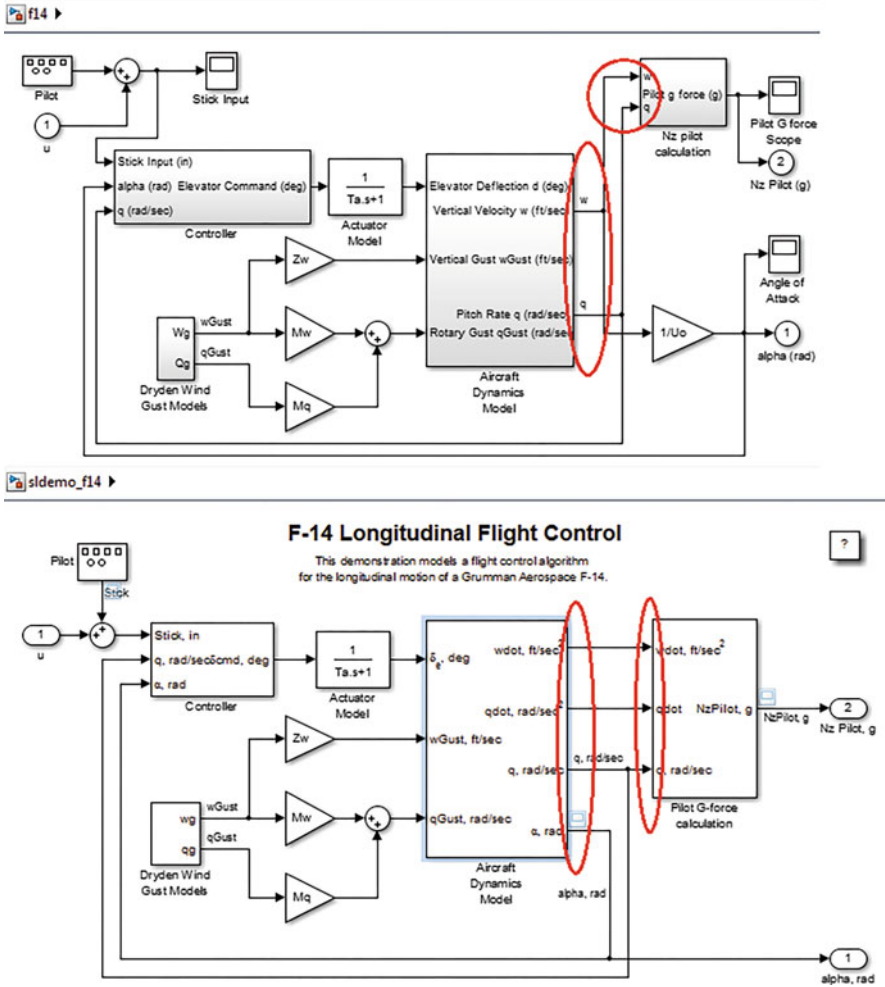 f14
Pilot
+
+
Stick Input
1
u
Stick Input (in)
alpha (rad) Elevator Command (deg)
q (rad/sec)
Controller
1
Ta.s+1
Actuator
Model
Elevator Deflection d (deg)
Vertical Velocity w (ft/sec)
Vertical Gust wGust (ft/sec)
Pitch Rate q (rad/sec)
Rotary Gust qGust (rad/sec)
Aircraft
Dynamics
Model
w
q
w
Pilot g force (g)
q
Nz pilot
calculation
Pilot G force
Scope
2
Nz Pilot (g)
Angle of
Attack
1/Uo
1
alpha (rad)
Zw
Mw
+
+
Mq
Wg
Qg
wGust
qGust
Dryden Wind
Gust Models
sldemo_f14
F-14 Longitudinal Flight Control
This demonstration models a flight control algorithm
for the longitudinal motion of a Grumman Aerospace F-14.
?
Pilot
Stick
1
u
+
+
Stick, in
q, rad/sec δcmd, deg
α, rad
Controller
1
Ta.s+1
Actuator
Model
δe, deg
wdot, ft/sec²
qdot, rad/sec²
wGust, ft/sec
q, rad/sec
qGust, rad/sec
α, rad
Aircraft
Dynamics
Model
q, rad/sec
alpha, rad
wdot, ft/sec²
qdot NzPilot, g
q, rad/sec
Pilot G-force
calculation
NzPilot, g
2
Nz Pilot, g
Zw
Mw
+
+
Mq
wg
qg
wGust
qGust
Dryden Wind
Gust Models
1
alpha, rad